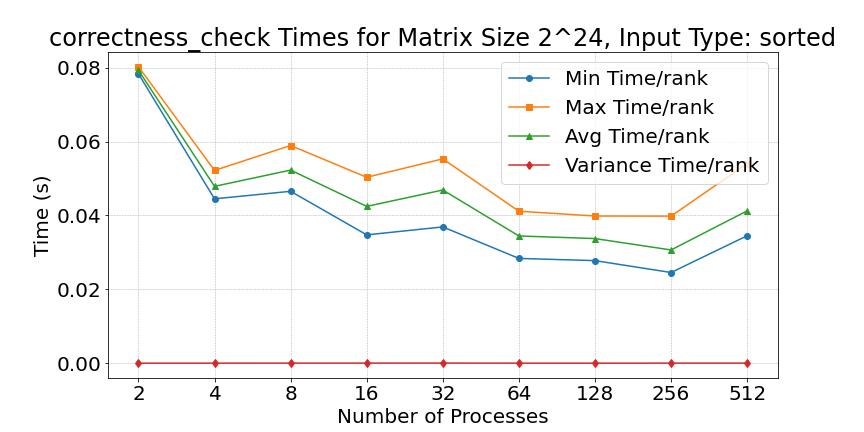 correctness_check Times for Matrix Size 2^24, Input Type: sorted
Min Time/rank
Max Time/rank
Avg Time/rank
Variance Time/rank
Time (s)
0.08
0.06
0.04
0.02
0.00
2 4 8 16 32 64 128 256 512
Number of Processes